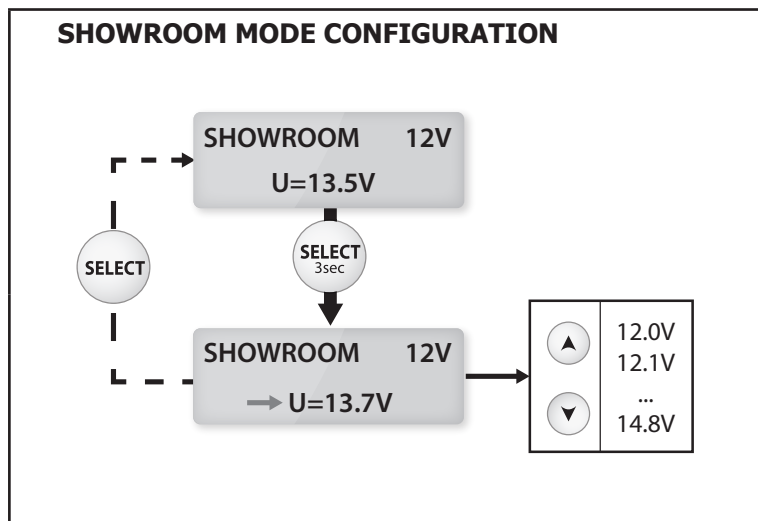 SHOWROOM MODE CONFIGURATION
SHOWROOM 12V
U=13.5V
SELECT
SELECT
3sec
SHOWROOM 12V
U=13.7V
12.0V
12.1V
...
14.8V